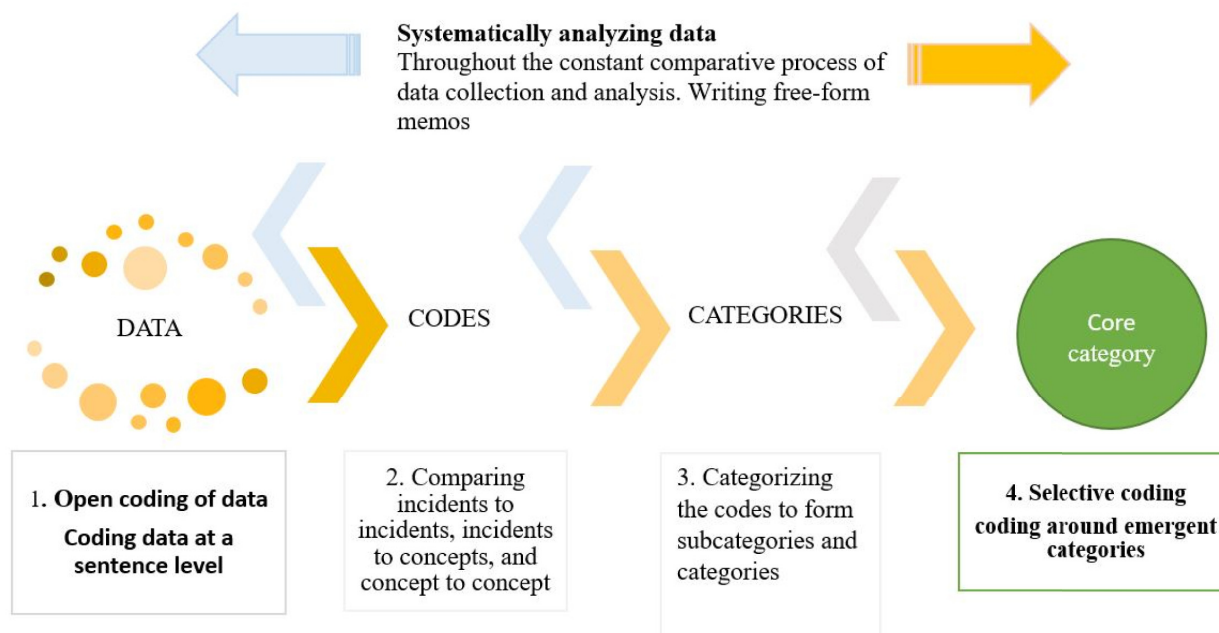 Systematically analyzing data
Throughout the constant comparative process of
data collection and analysis. Writing free-form
memos
DATA
CODES
CATEGORIES
Core
category
1. Open coding of data
Coding data at a
sentence level
2. Comparing
incidents to
incidents, incidents
to concepts, and
concept to concept
3. Categorizing
the codes to form
subcategories and
categories
4. Selective coding
coding around emergent
categories